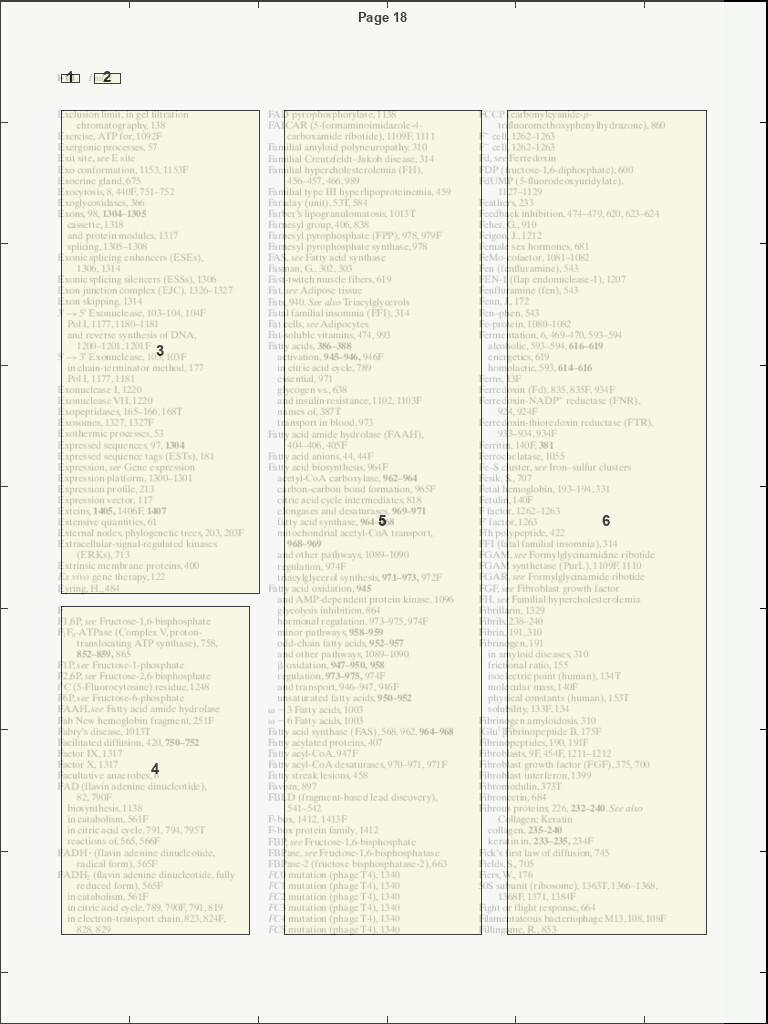 Page 18
1 2
Exclusion limit, in gel filtration
chromatography, 138
Exercise, ATP for, 1092F
Exergonic processes, 57
Exit site, see E site
Exo conformation, 1153, 1153F
Exocrine gland, 675
Exocytosis, 8, 440F, 751–752
Exoglycosidases, 366
Exons, 98, 1304–1305
cassette, 1318
and protein modules, 1317
splicing, 1305–1308
Exonic splicing enhancers (ESEs),
1306, 1314
Exonic splicing silencers (ESSs), 1306
Exon junction complex (EJC), 1326–1327
Exon skipping, 1314
3′ → 5′ Exonuclease, 103–104, 104F
Pol I, 1177, 1180–1181
and reverse synthesis of DNA,
1200–1201, 1201F
3
5′ → 3′ Exonuclease, 103F
in chain-terminator method, 177
Pol I, 1177, 1181
Exonuclease I, 1220
Exonuclease VII, 1220
Exopeptidases, 165–166, 168T
Exosomes, 1327, 1327F
Exothermic processes, 53
Expressed sequences, 97, 1304
Expressed sequence tags (ESTs), 181
Expression, see Gene expression
Expression platform, 1300–1301
Expression profile, 213
Expression vector, 117
Exteins, 1405, 1406F, 1407
Extensive quantities, 61
External nodes, phylogenetic trees, 203, 203F
Extracellular-signal-regulated kinases
(ERKs), 713
Extrinsic membrane proteins, 400
Ex vivo gene therapy, 122
Eyring, H., 484
F1,6P, see Fructose-1,6-bisphosphate
F1F0-ATPase (Complex V, proton-
translocating ATP synthase), 758,
852–859, 865
F1P, see Fructose-1-phosphate
F2,6P, see Fructose-2,6-bisphosphate
f5C (5-Fluorocytosine) residue, 1248
F6P, see Fructose-6-phosphate
FAAH, see Fatty acid amide hydrolase
Fab New hemoglobin fragment, 251F
Fabry's disease, 1013T
Facilitated diffusion, 420, 750–752
Factor IX, 1317
Factor X, 1317
4
Facultative anaerobes, 6
FAD (flavin adenine dinucleotide),
82, 790F
biosynthesis, 1138
in catabolism, 561F
in citric acid cycle, 791, 794, 795T
reactions of, 565, 566F
FADH· (flavin adenine dinucleotide,
radical form), 565F
FADH2 (flavin adenine dinucleotide, fully
reduced form), 565F
in catabolism, 561F
in citric acid cycle, 789, 790F, 791, 819
in electron-transport chain, 823, 824F,
828, 829
FAD pyrophosphorylase, 1138
FAICAR (5-formaminoimidazole-4-
carboxamide ribotide), 1109F, 1111
Familial amyloid polyneuropathy, 310
Familial Creutzfeldt–Jakob disease, 314
Familial hypercholesterolemia (FH),
456–457, 466, 989
Familial type III hyperlipoproteinemia, 459
Faraday (unit), 53T, 584
Farber's lipogranulomatosis, 1013T
Farnesyl group, 406, 838
Farnesyl pyrophosphate (FPP), 978, 979F
Farnesyl pyrophosphate synthase, 978
FAS, see Fatty acid synthase
Fasman, G., 302, 303
Fast-twitch muscle fibers, 619
Fat, see Adipose tissue
Fats, 940. See also Triacylglycerols
Fatal familial insomnia (FFI), 314
Fat cells, see Adipocytes
Fat-soluble vitamins, 474, 993
Fatty acids, 386–388
activation, 945–946, 946F
in citric acid cycle, 789
essential, 971
glycogen vs., 638
and insulin resistance, 1102, 1103F
names of, 387T
transport in blood, 973
Fatty acid amide hydrolase (FAAH),
404–406, 405F
Fatty acid anions, 44, 44F
Fatty acid biosynthesis, 964F
acetyl-CoA carboxylase, 962–964
carbon–carbon bond formation, 965F
citric acid cycle intermediates, 818
elongases and desaturases, 969–971
5
fatty acid synthase, 964–968
mitochondrial acetyl-CoA transport,
968–969
and other pathways, 1089–1090
regulation, 974F
triacylglycerol synthesis, 971–973, 972F
Fatty acid oxidation, 945
and AMP-dependent protein kinase, 1096
glycolysis inhibition, 864
hormonal regulation, 973–975, 974F
minor pathways, 958–959
odd-chain fatty acids, 952–957
and other pathways, 1089–1090
β oxidation, 947–950, 958
regulation, 973–975, 974F
and transport, 946–947, 946F
unsaturated fatty acids, 950–952
ω − 3 Fatty acids, 1003
ω − 6 Fatty acids, 1003
Fatty acid synthase (FAS), 568, 962, 964–968
Fatty acylated proteins, 407
Fatty acyl-CoA, 947F
Fatty acyl-CoA desaturases, 970–971, 971F
Fatty streak lesions, 458
Favism, 897
FBLD (fragment-based lead discovery),
541–542
F-box, 1412, 1413F
F-box protein family, 1412
FBP, see Fructose-1,6-bisphosphate
FBPase, see Fructose-1,6-bisphosphatase
FBPase-2 (fructose bisphosphatase-2), 663
FC0 mutation (phage T4), 1340
FC1 mutation (phage T4), 1340
FC2 mutation (phage T4), 1340
FC3 mutation (phage T4), 1340
FC4 mutation (phage T4), 1340
FC5 mutation (phage T4), 1340
FCCP (carbonylcyanide-p-
trifluoromethoxyphenylhydrazone), 860
F+ cell, 1262–1263
F− cell, 1262–1263
Fd, see Ferredoxin
FDP (fructose-1,6-diphosphate), 600
FdUMP (5-fluorodeoxyuridylate),
1127–1129
Feathers, 233
Feedback inhibition, 474–479, 620, 623–624
Feher, G., 910
Feigon, J., 1212
Female sex hormones, 681
FeMo-cofactor, 1081–1082
Fen (fenfluramine), 543
FEN-1 (flap endonuclease-1), 1207
Fenfluramine (fen), 543
Fenn, J., 172
Fen–phen, 543
Fe-protein, 1080–1082
Fermentation, 6, 469–470, 593–594
alcoholic, 593–594, 616–619
energetics, 619
homolactic, 593, 614–616
Ferns, 13F
Ferredoxin (Fd), 835, 835F, 934F
Ferredoxin-NADP+ reductase (FNR),
924, 924F
Ferredoxin-thioredoxin reductase (FTR),
933–934, 934F
Ferritin, 140F, 381
Ferrochelatase, 1055
Fe–S cluster, see Iron–sulfur clusters
Fesik, S., 707
Fetal hemoglobin, 193–194, 331
Fetulin, 140F
F factor, 1262–1263
6
F′ factor, 1263
Ffh polypeptide, 422
FFI (fatal familial insomnia), 314
FGAM, see Formylglycinamidine ribotide
FGAM synthetase (PurL), 1109F, 1110
FGAR, see Formylglycinamide ribotide
FGF, see Fibroblast growth factor
FH, see Familial hypercholesterolemia
Fibrillarin, 1329
Fibrils, 238–240
Fibrin, 191, 310
Fibrinogen, 191
in amyloid diseases, 310
frictional ratio, 155
isoelectric point (human), 134T
molecular mass, 140F
physical constants (human), 153T
solubility, 133F, 134
Fibrinogen amyloidosis, 310
[Glu1]Fibrinopeptide B, 175F
Fibrinopeptides, 190, 191F
Fibroblasts, 9F, 454F, 1211–1212
Fibroblast growth factor (FGF), 375, 700
Fibroblast interferon, 1399
Fibromodulin, 373T
Fibronectin, 684
Fibrous proteins, 226, 232–240. See also
Collagen; Keratin
collagen, 235–240
keratin in, 233–235, 234F
Fick's first law of diffusion, 745
Fields, S., 705
Fiers, W., 176
30S subunit (ribosome), 1363T, 1366–1368,
1368F, 1371, 1384F
Fight or flight response, 664
Filamentateous bacteriophage M13, 108, 108F
Fillingame, R., 853